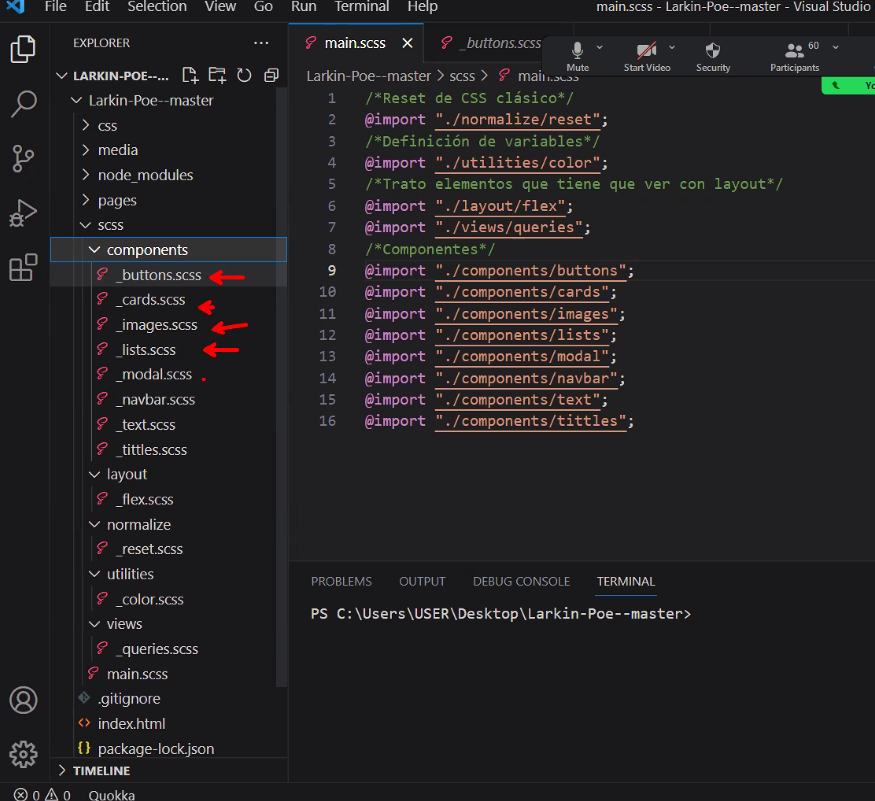 File Edit Selection View Go Run Terminal Help
main.scss - Larkin-Poe--master - Visual Studio
EXPLORER
main.scss
_buttons.scss
Mute
Start Video
Security
60
Participants
LARKIN-POE--...
Larkin-Poe--master > scss > main.scss
Larkin-Poe--master
css
media
node_modules
pages
scss
components
_buttons.scss
_cards.scss
_images.scss
_lists.scss
_modal.scss
_navbar.scss
_text.scss
_tittles.scss
layout
_flex.scss
normalize
_reset.scss
utilities
_color.scss
views
_queries.scss
main.scss
.gitignore
index.html
{} package-lock.json
TIMELINE
1 /*Reset de CSS clásico*/
2 @import "./normalize/reset";
3 /*Definición de variables*/
4 @import "./utilities/color";
5 /*Trato elementos que tiene que ver con layout*/
6 @import "./layout/flex";
7 @import "./views/queries";
8 /*Componentes*/
9 @import "./components/buttons";
10 @import "./components/cards";
11 @import "./components/images";
12 @import "./components/lists";
13 @import "./components/modal";
14 @import "./components/navbar";
15 @import "./components/text";
16 @import "./components/tittles";
PROBLEMS OUTPUT DEBUG CONSOLE TERMINAL
PS C:\Users\USER\Desktop\Larkin-Poe--master>
0 0 Quokka